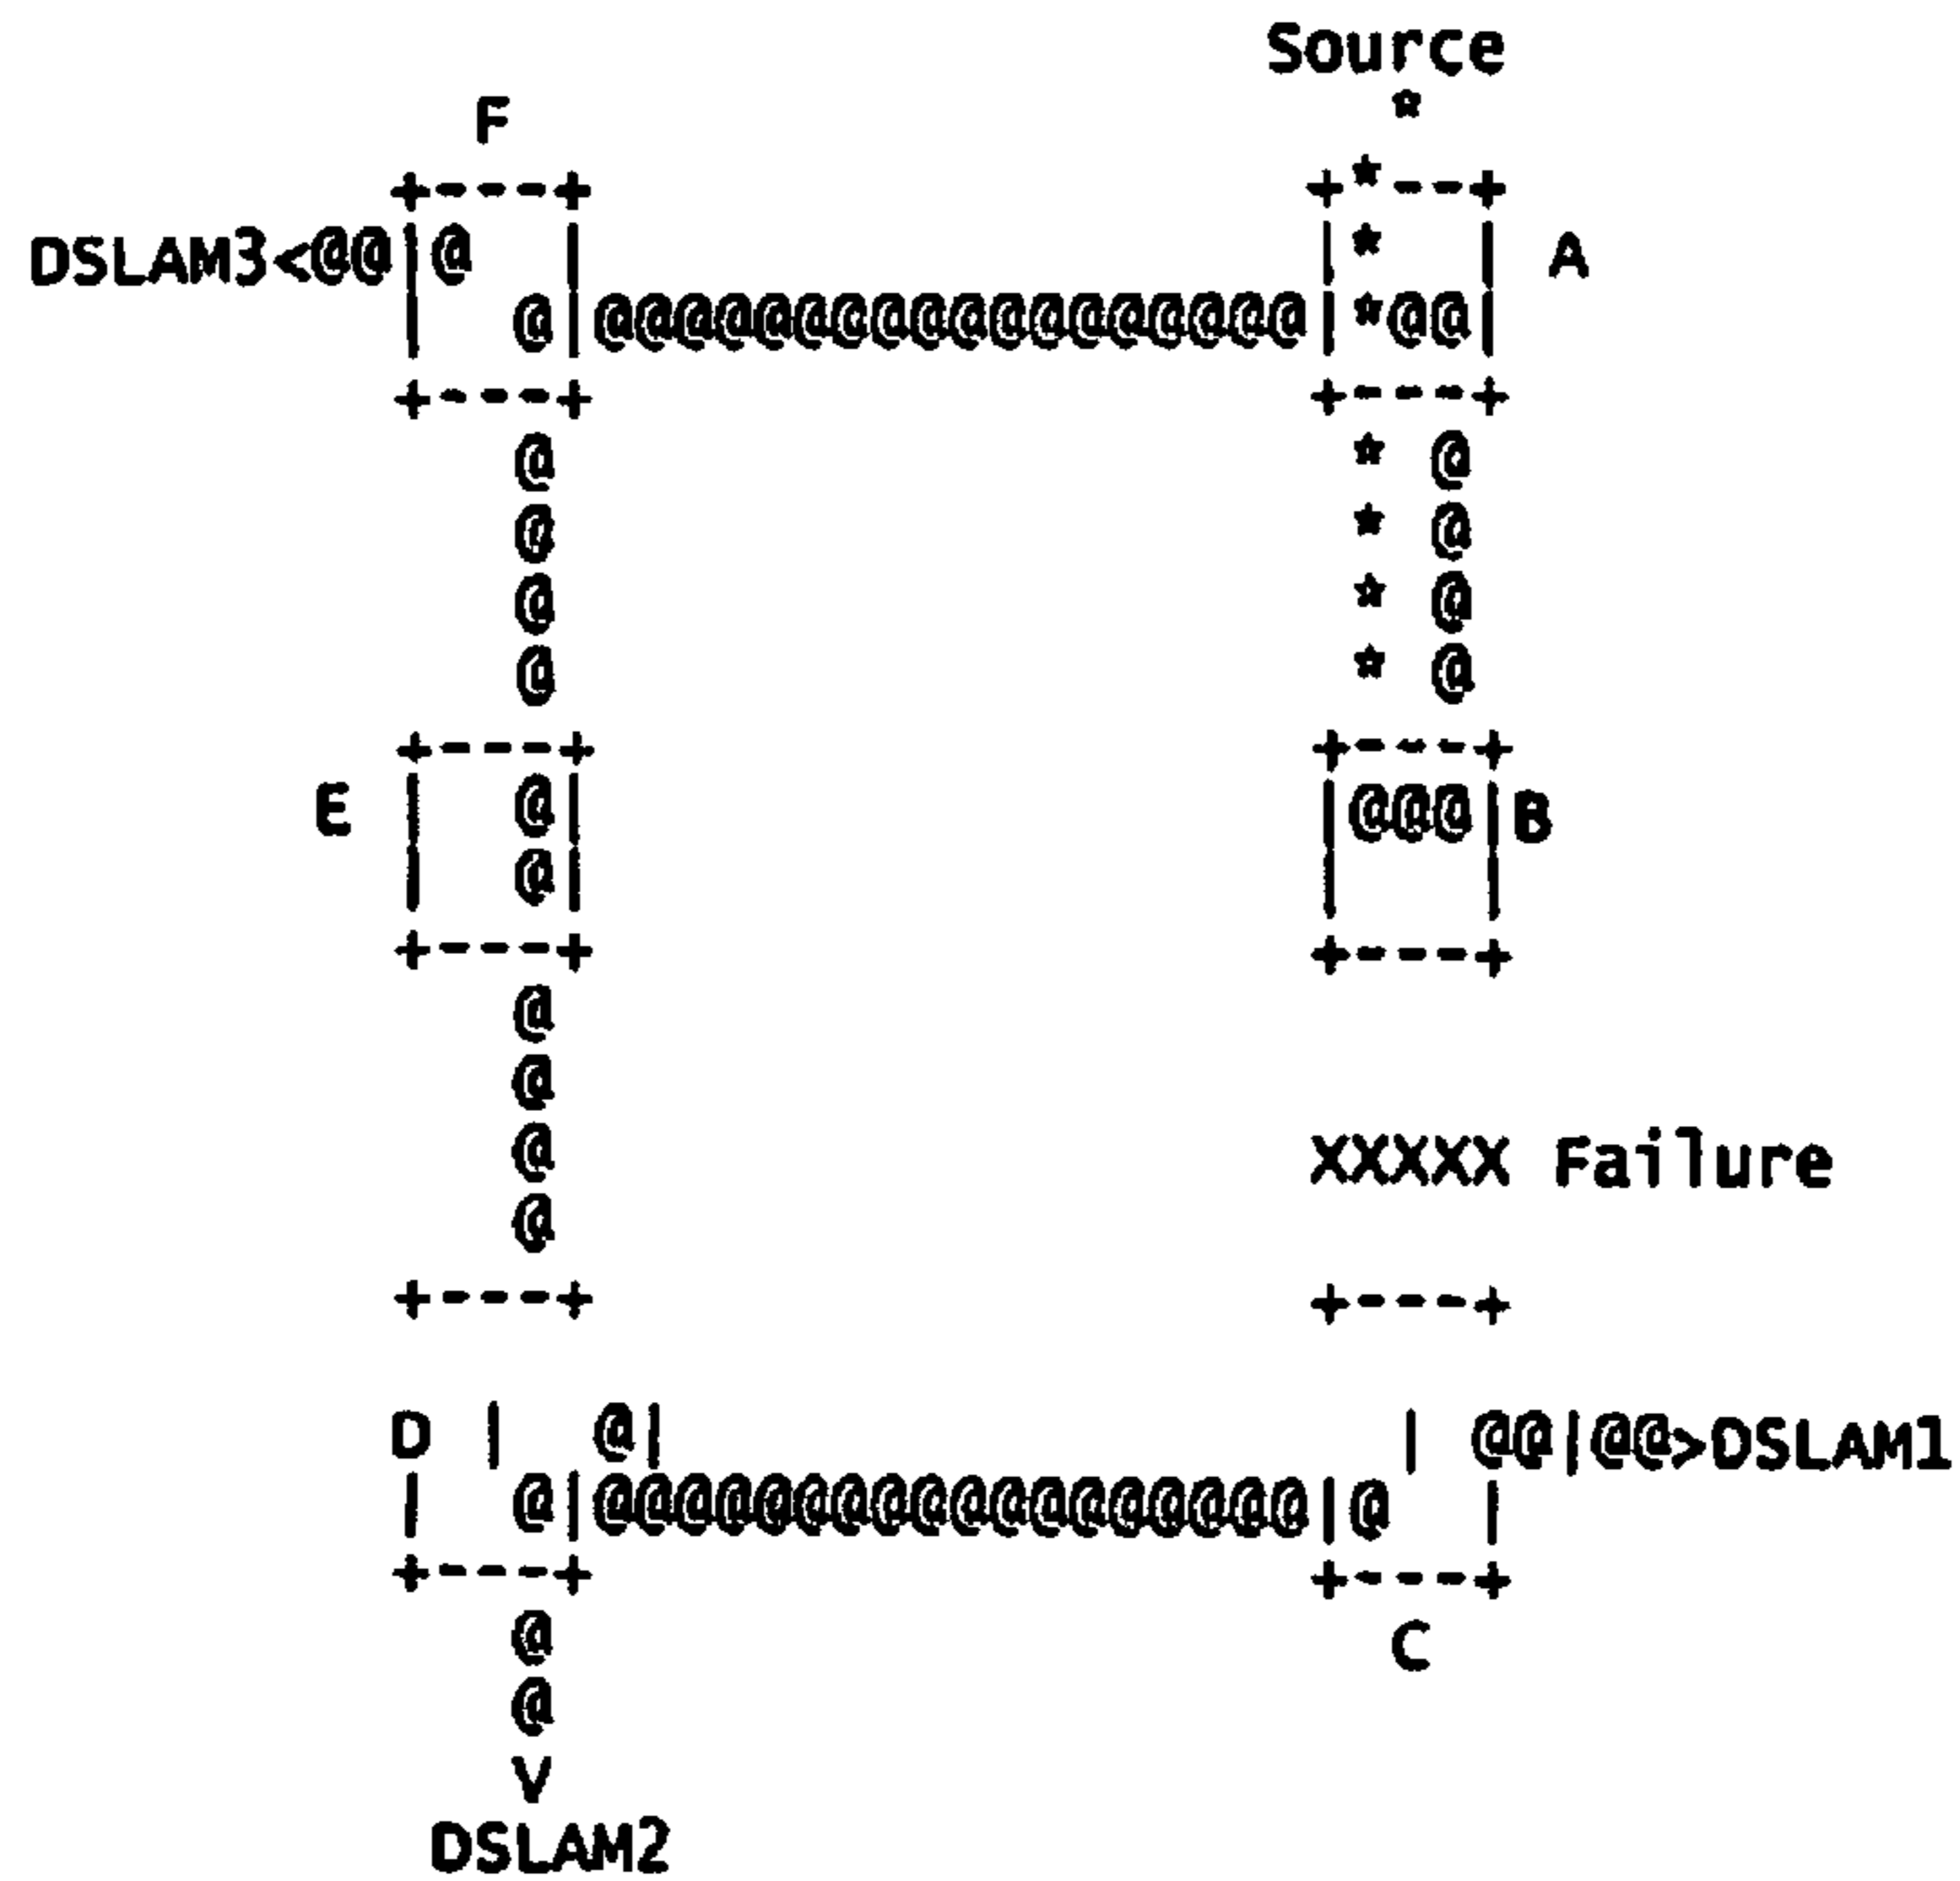 Source
*
F
+---+ +*--+
DSLAM3<@@|@ | |* | A
| @|@@@@@@@@@@@@@@@@@@|*@@|
+---+ +---+
@ * @
@ * @
@ * @
@ * @
+---+ +---+
E | @| |@@@|B
| @| | |
+---+ +---+
@
@
@ XXXXX Failure
@
+---+ +---+
D | @| | @@|@@>DSLAM1
| @|@@@@@@@@@@@@@@@@@@|@ |
+---+ +---+
@ C
@
V
DSLAM2